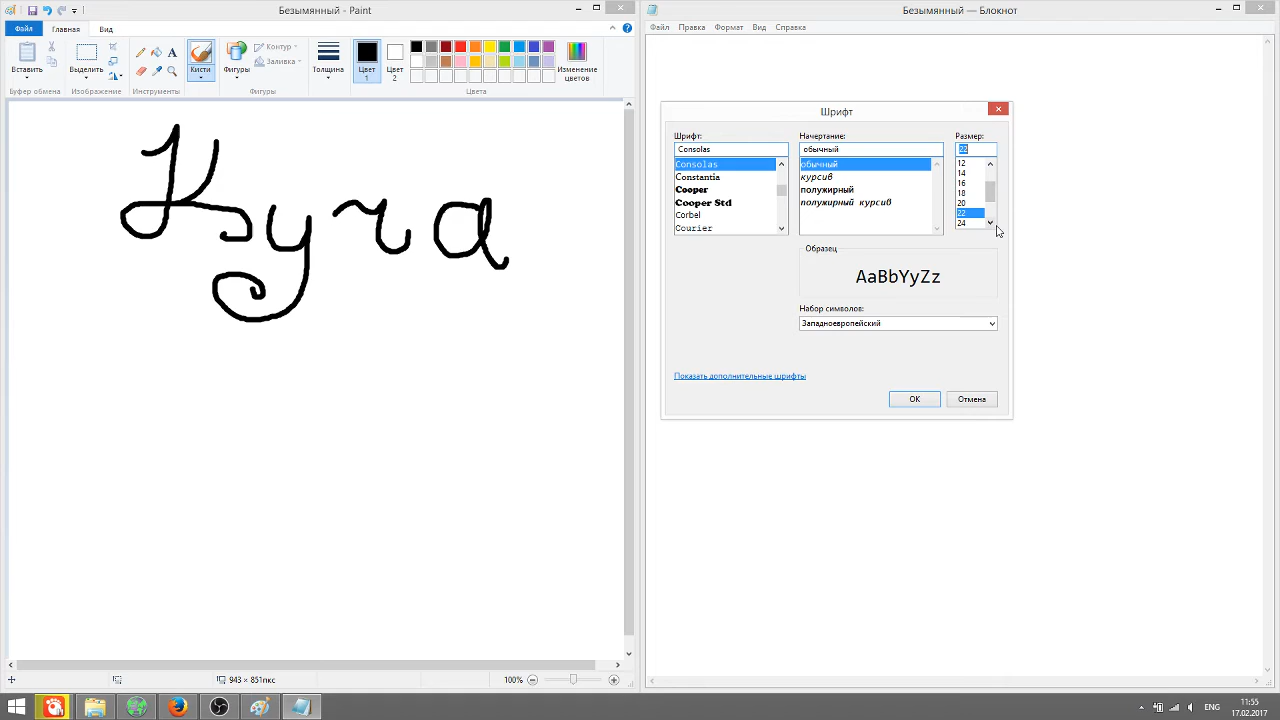 Безымянный - Paint
Файл Главная Вид
Вставить
Буфер обмена
Выделить
Изображение
Инструменты
Кисти
Фигуры
Контур
Заливка
Фигуры
Толщина
Цвет 1
Цвет 2
Изменение цветов
Цвета
Куча
943 × 851пкс
100%
Безымянный — Блокнот
Файл Правка Формат Вид Справка
Шрифт
Шрифт:
Consolas
Consolas
Constantia
Cooper
Cooper Std
Corbel
Courier
Начертание:
обычный
обычный
курсив
полужирный
полужирный курсив
Размер:
22
12
14
16
18
20
22
24
Образец
AaBbYyZz
Набор символов:
Западноевропейский
Показать дополнительные шрифты
OK Отмена
ENG
11:55
17.02.2017